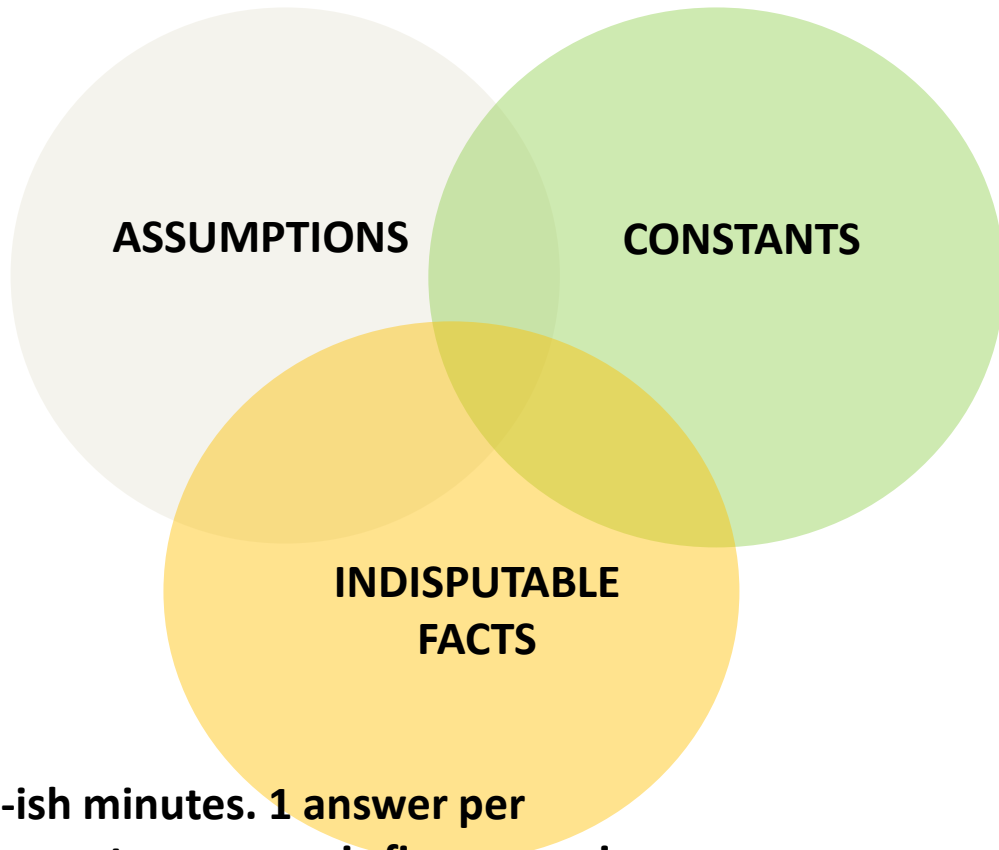 ASSUMPTIONS
CONSTANTS
INDISPUTABLE
FACTS
-ish minutes. 1 answer per